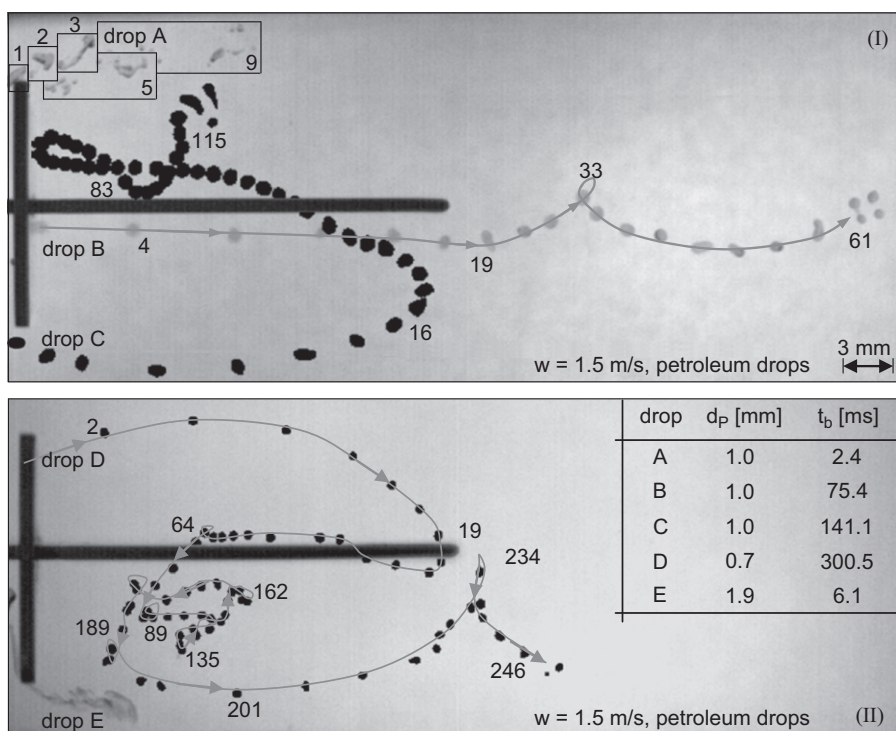 (I)
1
2
3
drop A
9
5
115
83
33
drop B
4
19
61
drop C
16
3 mm
w = 1.5 m/s, petroleum drops
2
drop D
64
19
234
162
189
89
135
246
201
drop E
w = 1.5 m/s, petroleum drops
(II)
drop dP [mm] tb [ms]
A 1.0 2.4
B 1.0 75.4
C 1.0 141.1
D 0.7 300.5
E 1.9 6.1